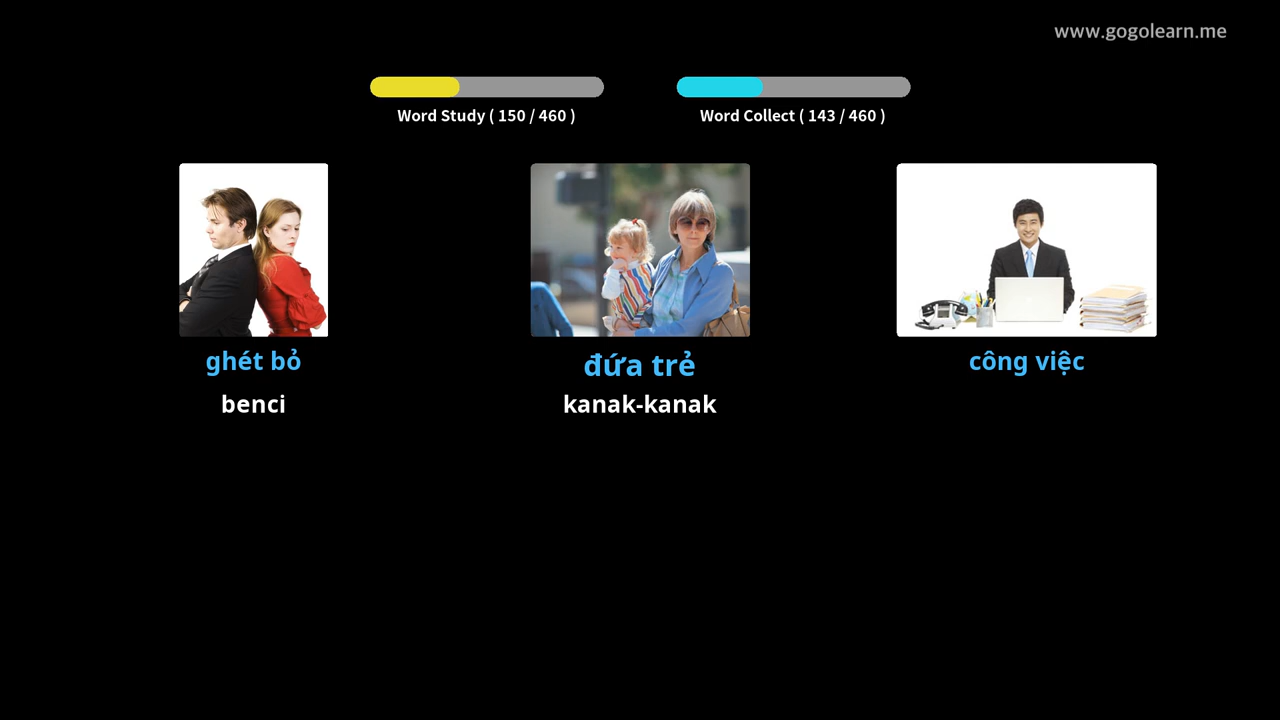 www.gogolearn.me
Word Study ( 150 / 460 )
Word Collect ( 143 / 460 )
ghét bỏ
đứa trẻ
công việc
benci
kanak-kanak